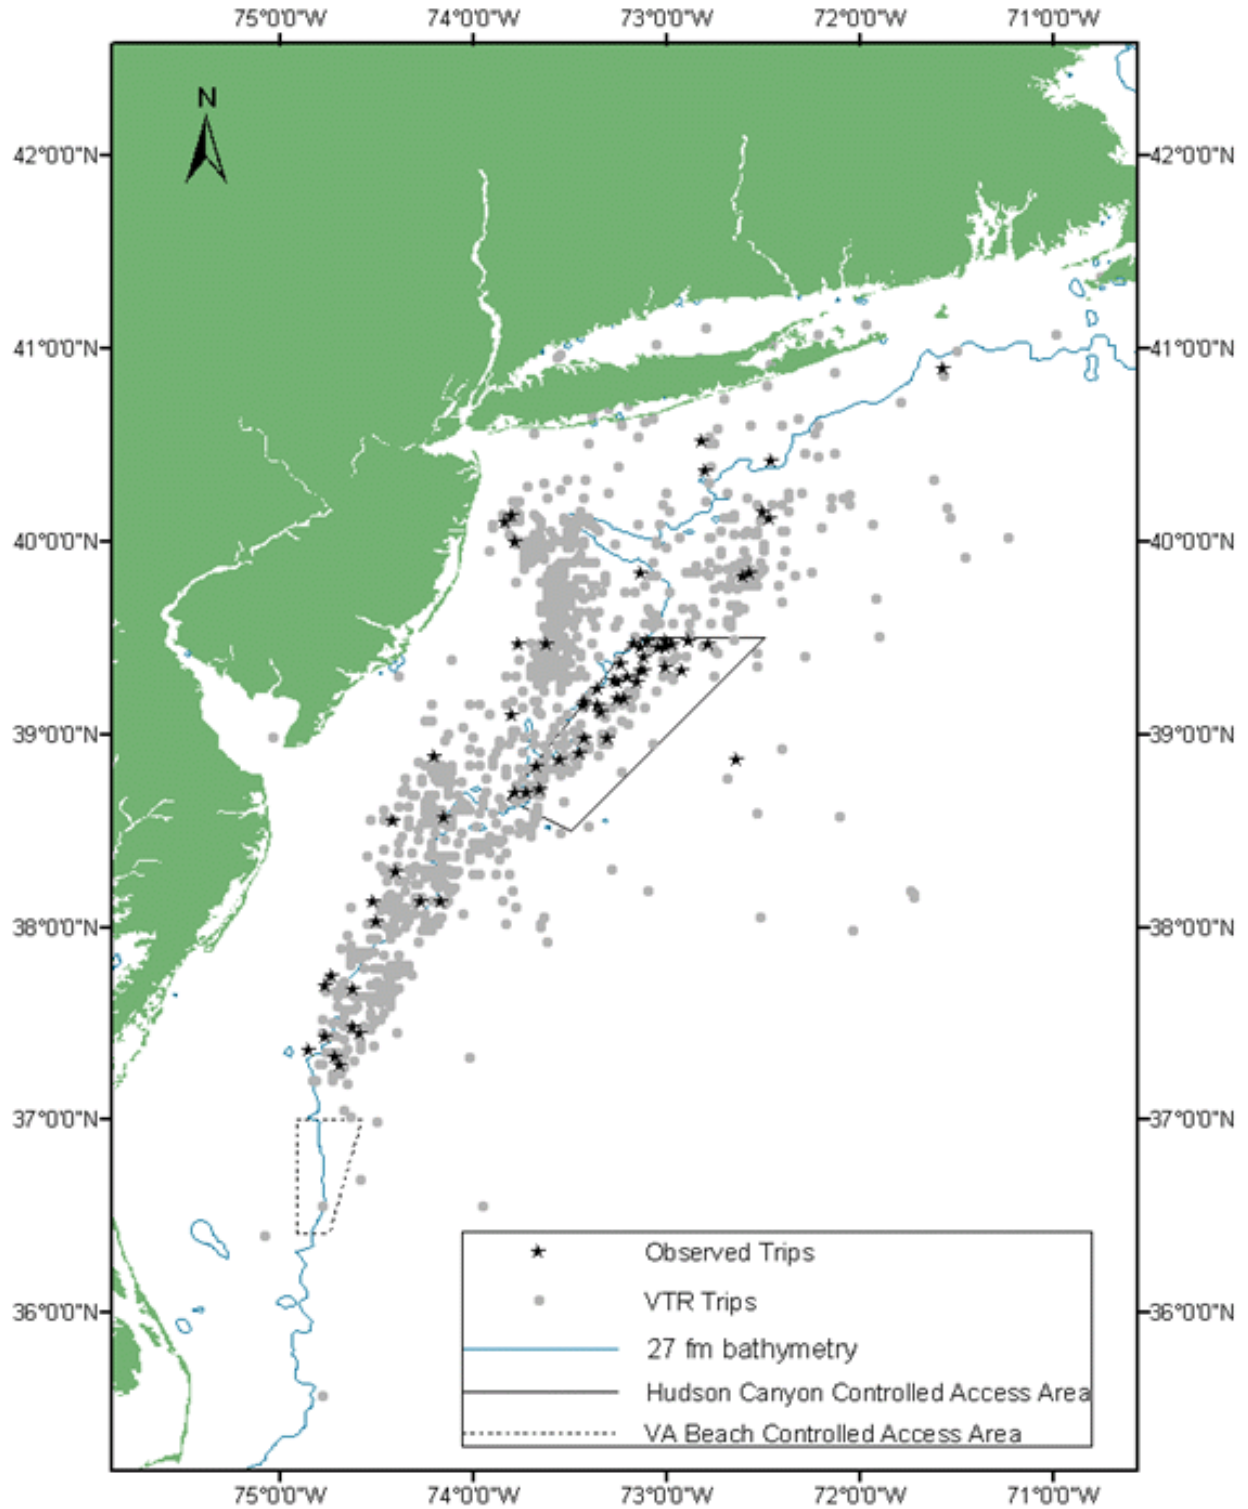 75°0'0"W 74°0'0"W 73°0'0"W 72°0'0"W 71°0'0"W
N
42°0'0"N 42°0'0"N
41°0'0"N 41°0'0"N
40°0'0"N 40°0'0"N
39°0'0"N 39°0'0"N
38°0'0"N 38°0'0"N
37°0'0"N 37°0'0"N
36°0'0"N 36°0'0"N
Observed Trips
VTR Trips
27 fm bathymetry
Hudson Canyon Controlled Access Area
VA Beach Controlled Access Area
75°0'0"W 74°0'0"W 73°0'0"W 72°0'0"W 71°0'0"W